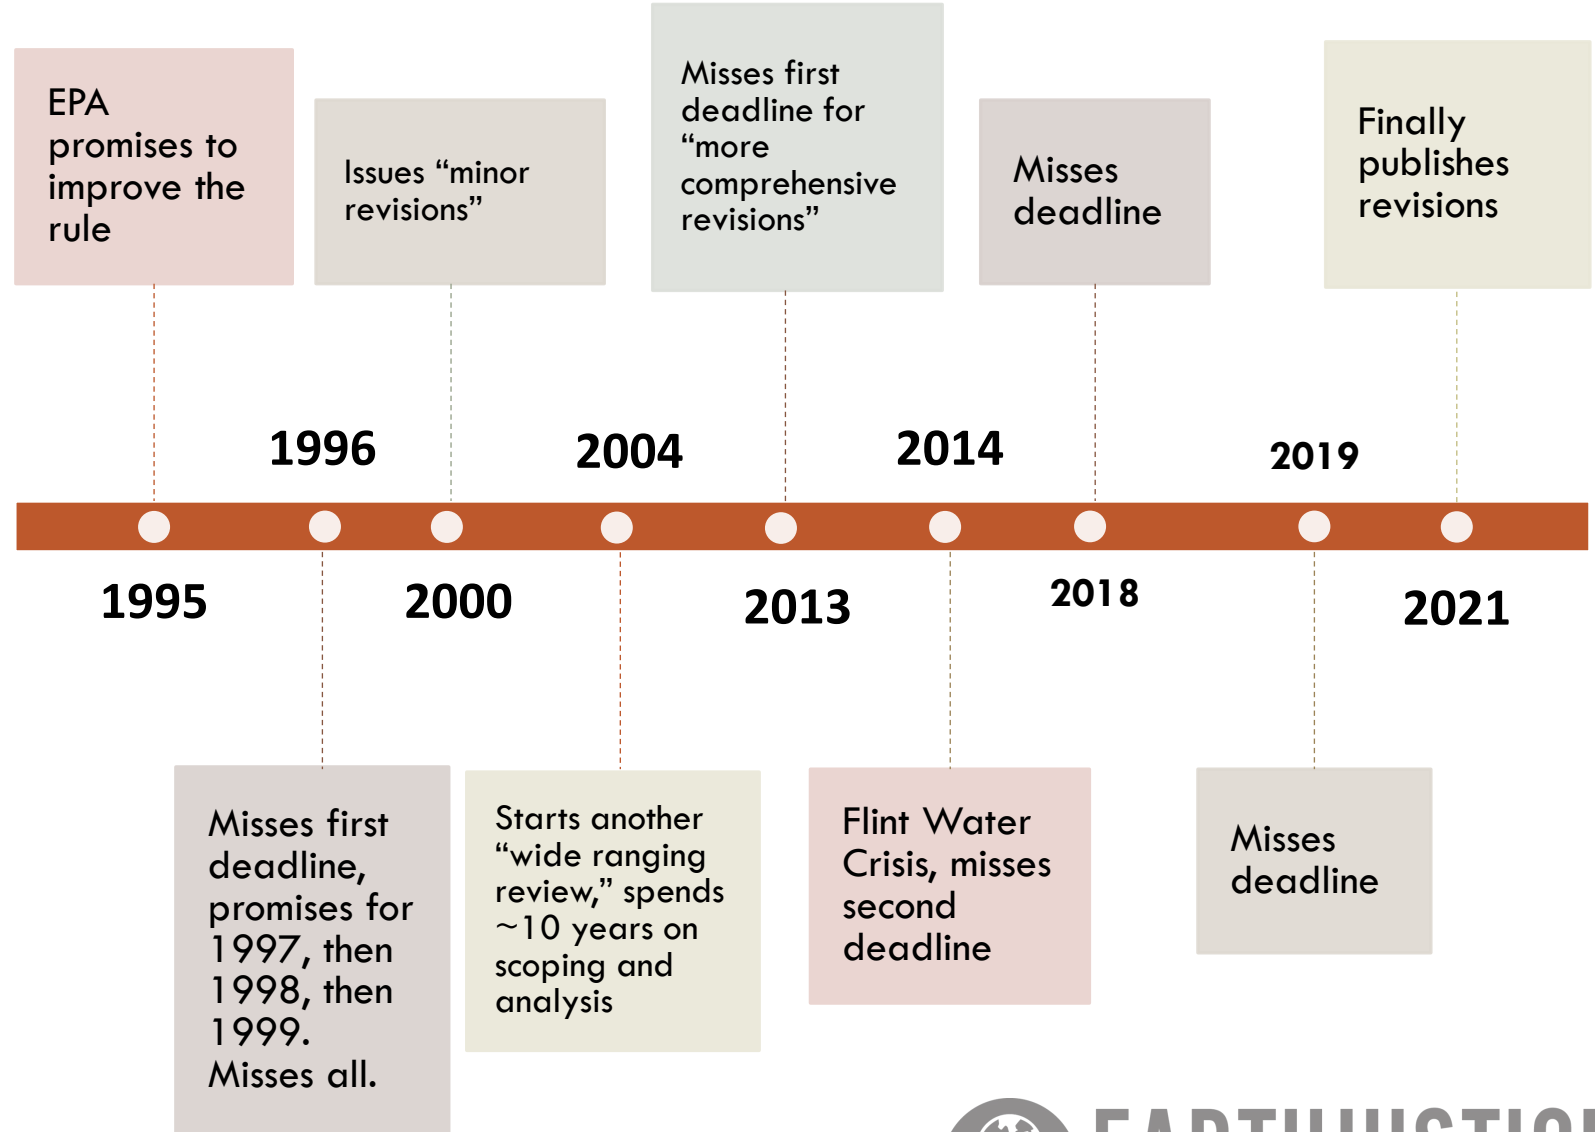 EPA
promises to
improve the
rule
Issues “minor
revisions”
Misses first
deadline for
“more
comprehensive
revisions”
Misses
deadline
Finally
publishes
revisions
1996
2004
2014
2019
1995
2000
2013
2018
2021
Misses first
deadline,
promises for
1997, then
1998, then
1999.
Misses all.
Starts another
“wide ranging
review,” spends
~10 years on
scoping and
analysis
Flint Water
Crisis, misses
second
deadline
Misses
deadline